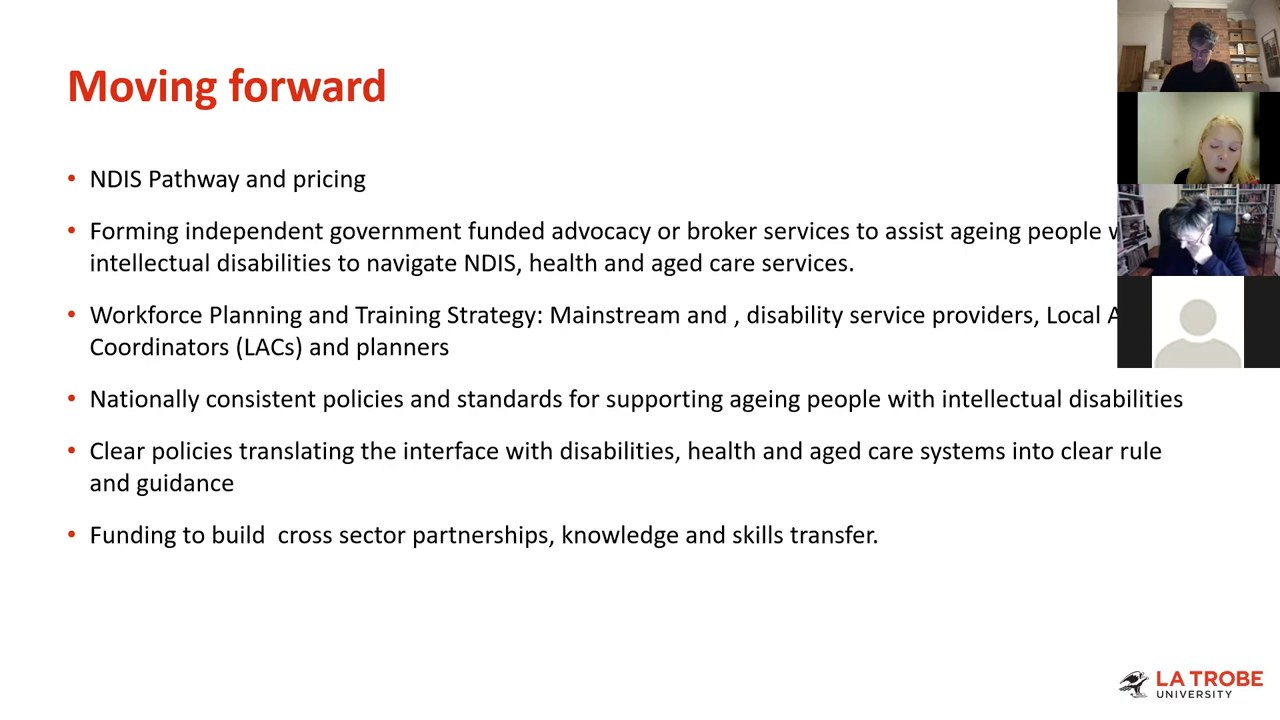 Moving forward
• NDIS Pathway and pricing
• Forming independent government funded advocacy or broker services to assist ageing people
intellectual disabilities to navigate NDIS, health and aged care services.
• Workforce Planning and Training Strategy: Mainstream and , disability service providers, Local
Coordinators (LACs) and planners
• Nationally consistent policies and standards for supporting ageing people with intellectual disabilities
• Clear policies translating the interface with disabilities, health and aged care systems into clear rule
and guidance
• Funding to build  cross sector partnerships, knowledge and skills transfer.
LA TROBE
UNIVERSITY